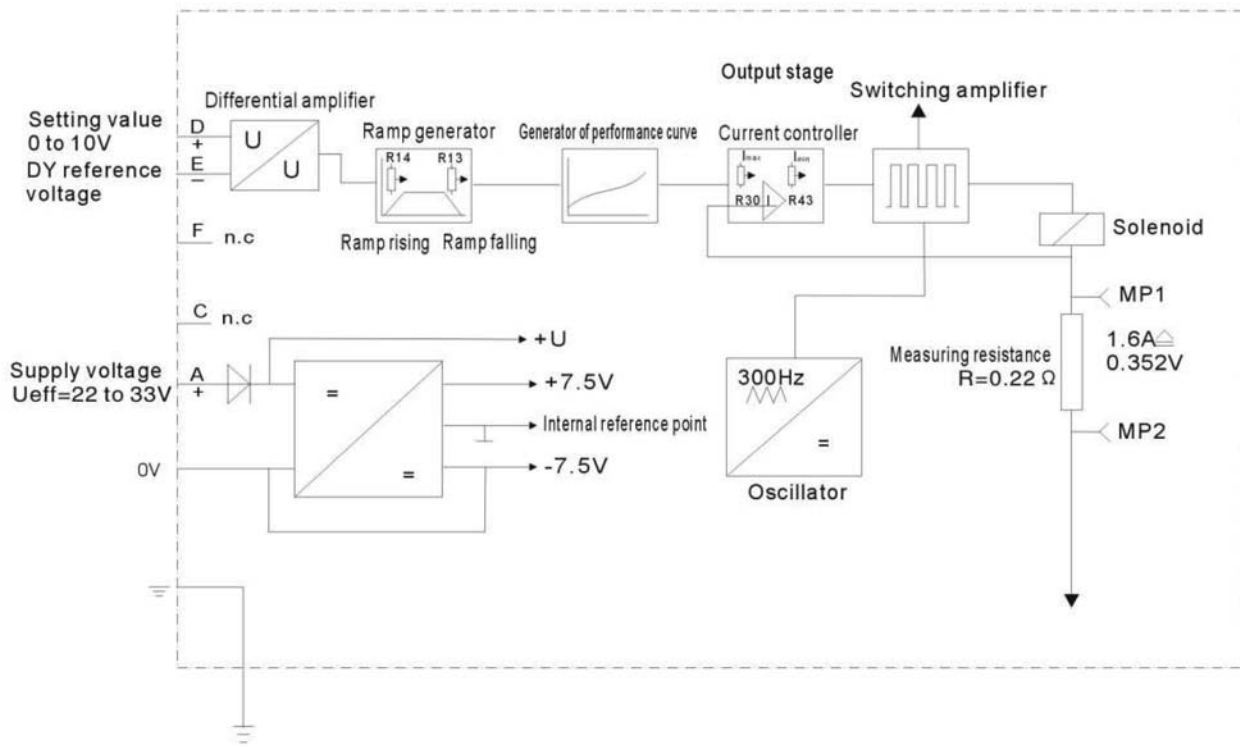 Output stage
Switching amplifier
Differential amplifier
Setting value
0 to 10V
D
+
U
U
E
−
DY reference
voltage
Ramp generator
R14
R13
Ramp rising
Ramp falling
Generator of performance curve
Current controller
Imax
R30
I
R43
F
n.c
Solenoid
C
n.c
MP1
+U
Supply voltage
Ueff=22 to 33V
A
+
=
=
+7.5V
Internal reference point
-7.5V
0V
300Hz
=
Oscillator
Measuring resistance
R=0.22 Ω
1.6A≙
0.352V
MP2